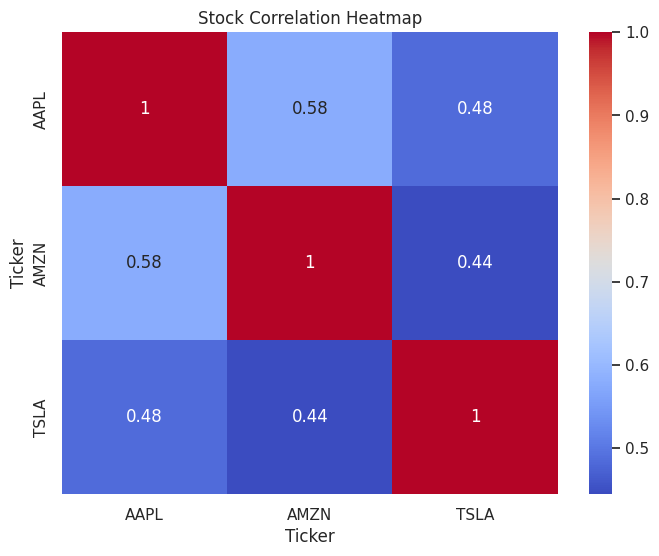 Stock Correlation Heatmap
1.0
AAPL 1 0.58 0.48
0.9
0.8
Ticker
AMZN 0.58 1 0.44
0.7
0.6
TSLA 0.48 0.44 1
0.5
AAPL AMZN TSLA
Ticker